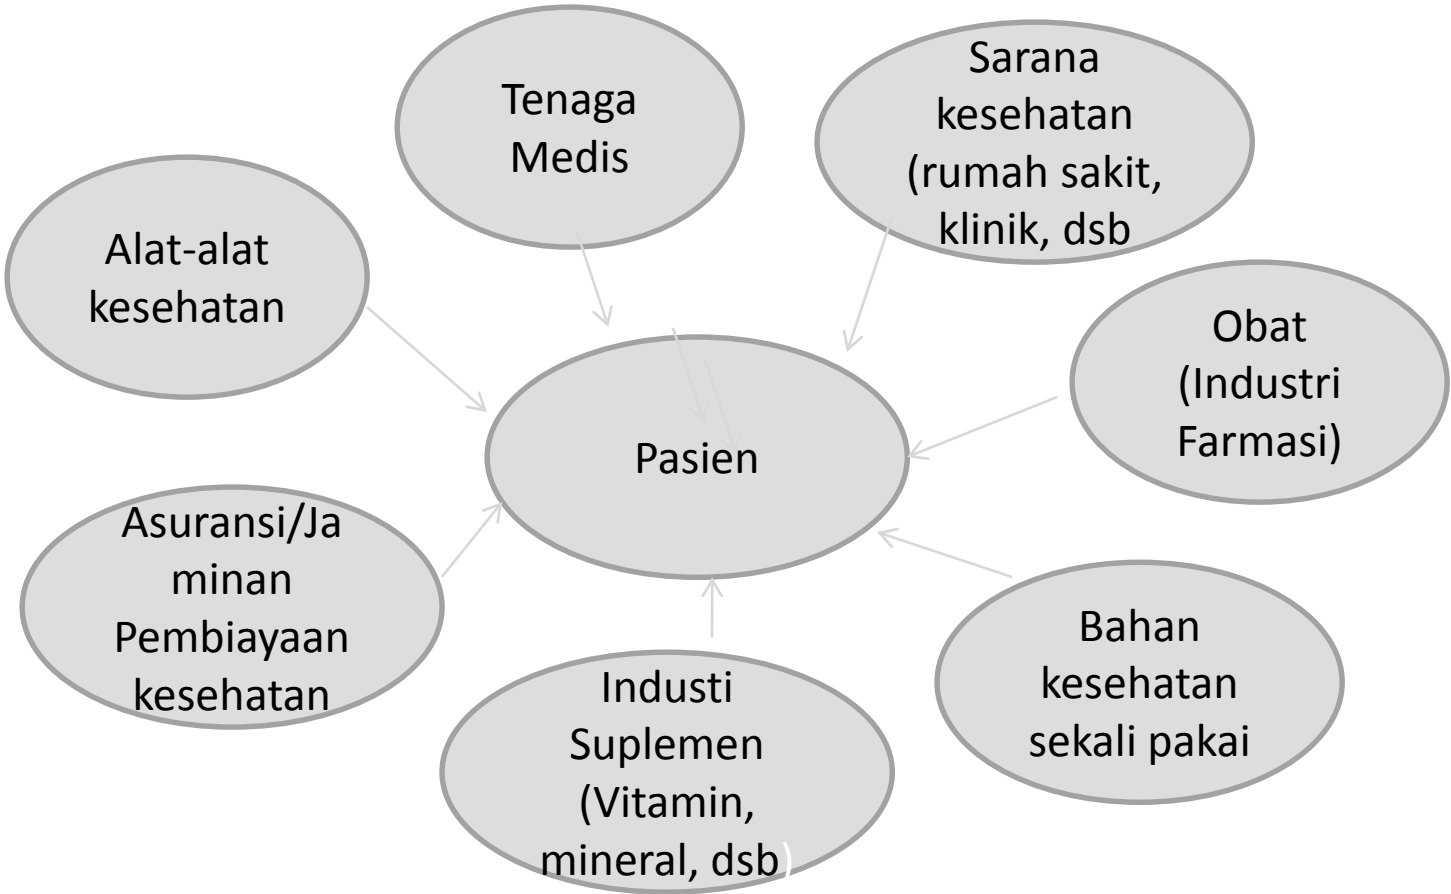 Tenaga
Medis
Sarana
kesehatan
(rumah sakit,
klinik, dsb
Alat-alat
kesehatan
Obat
(Industri
Farmasi)
Pasien
Asuransi/Ja
minan
Pembiayaan
kesehatan
Bahan
kesehatan
sekali pakai
Industi
Suplemen
(Vitamin,
mineral, dsb)